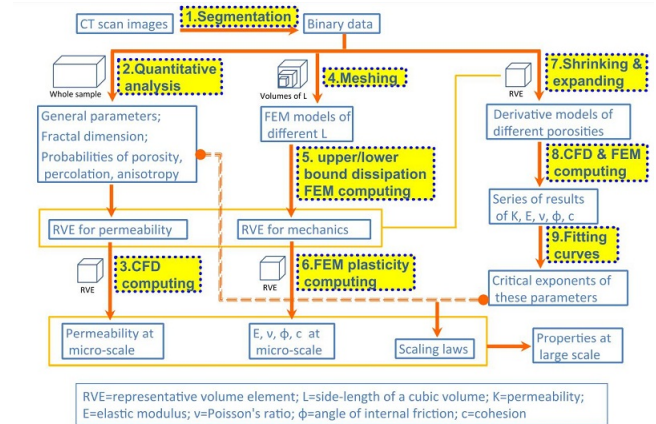 CT scan images
1.Segmentation
Binary data
Whole sample
2.Quantitative
analysis
Volumes of L
4.Meshing
RVE
7.Shrinking &
expanding
General parameters;
Fractal dimension;
Probabilities of porosity,
percolation, anisotropy
FEM models of
different L
Derivative models of
different porosities
5. upper/lower
bound dissipation
FEM computing
8.CFD & FEM
computing
Series of results
of K, E, ν, ϕ, c
RVE for permeability
RVE for mechanics
9.Fitting
curves
RVE
3.CFD
computing
RVE
6.FEM plasticity
computing
Critical exponents of
these parameters
Permeability at
micro-scale
E, ν, ϕ, c at
micro-scale
Scaling laws
Properties at
large scale
RVE=representative volume element; L=side-length of a cubic volume; K=permeability;
E=elastic modulus; ν=Poisson's ratio; ϕ=angle of internal friction; c=cohesion